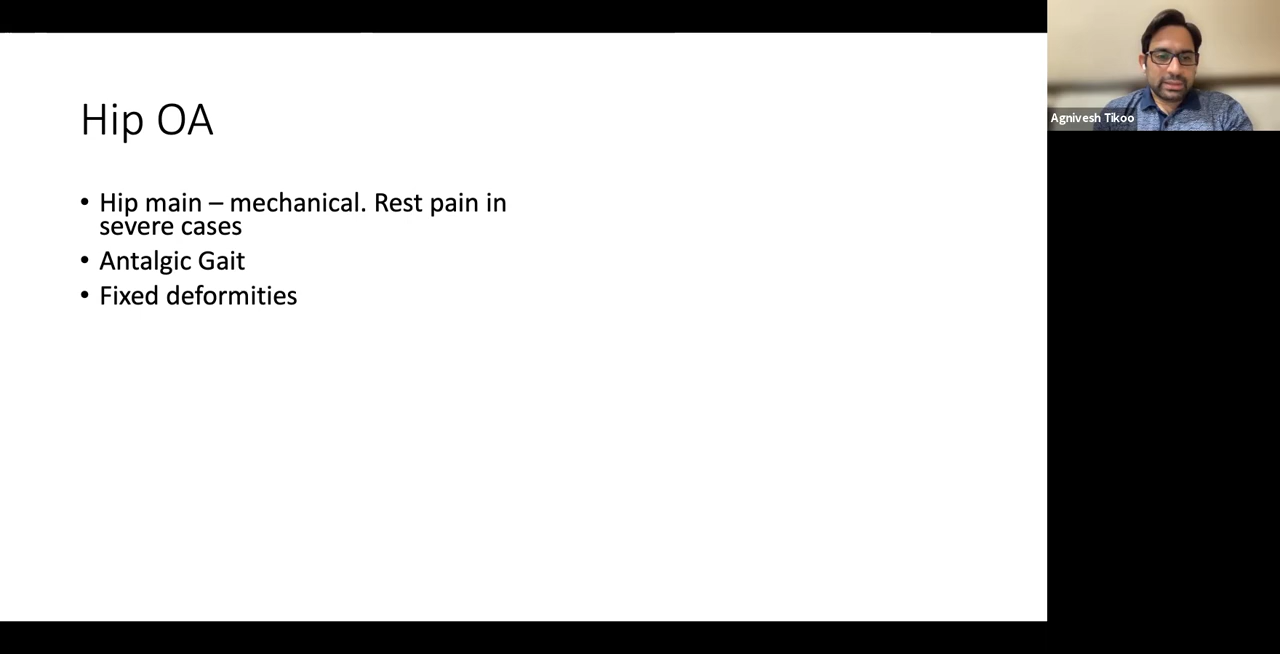 Hip OA
• Hip main – mechanical. Rest pain in
severe cases
• Antalgic Gait
• Fixed deformities
Agnivesh Tikoo